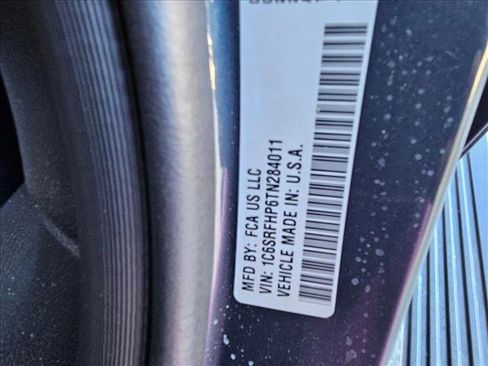 MFD BY: FCA US LLC
VIN: 1C6SRFHP6TN284011
VEHICLE MADE IN: U.S.A.